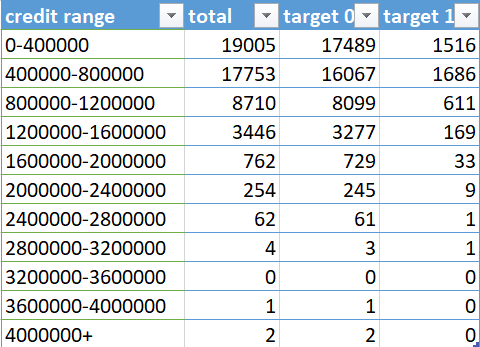 credit range total target 0 target 1
0-400000 19005 17489 1516
400000-800000 17753 16067 1686
800000-1200000 8710 8099 611
1200000-1600000 3446 3277 169
1600000-2000000 762 729 33
2000000-2400000 254 245 9
2400000-2800000 62 61 1
2800000-3200000 4 3 1
3200000-3600000 0 0 0
3600000-4000000 1 1 0
4000000+ 2 2 0